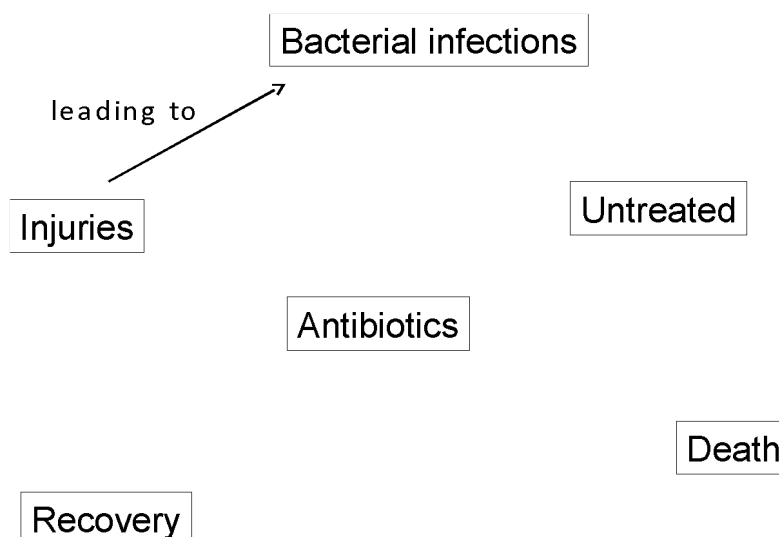 Bacterial infections
leading to
Injuries
Untreated
Antibiotics
Death
Recovery